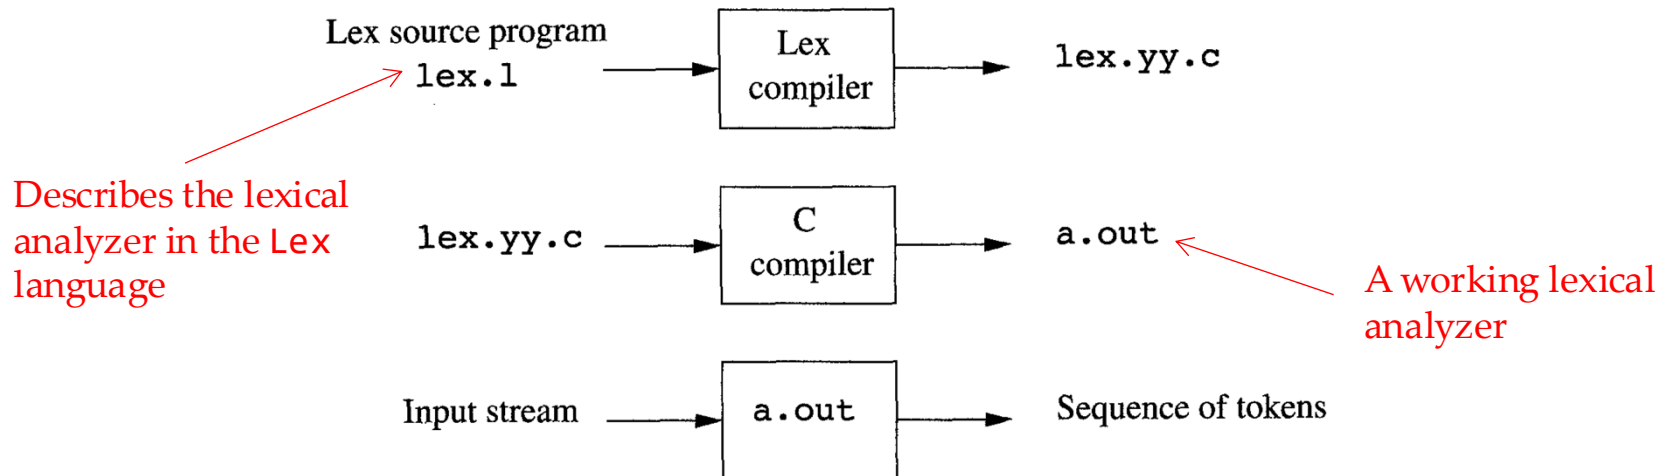 Lex source program
lex.l
Lex
compiler
lex.yy.c
Describes the lexical
analyzer in the Lex
language
lex.yy.c
C
compiler
a.out
A working lexical
analyzer
Input stream
a.out
Sequence of tokens